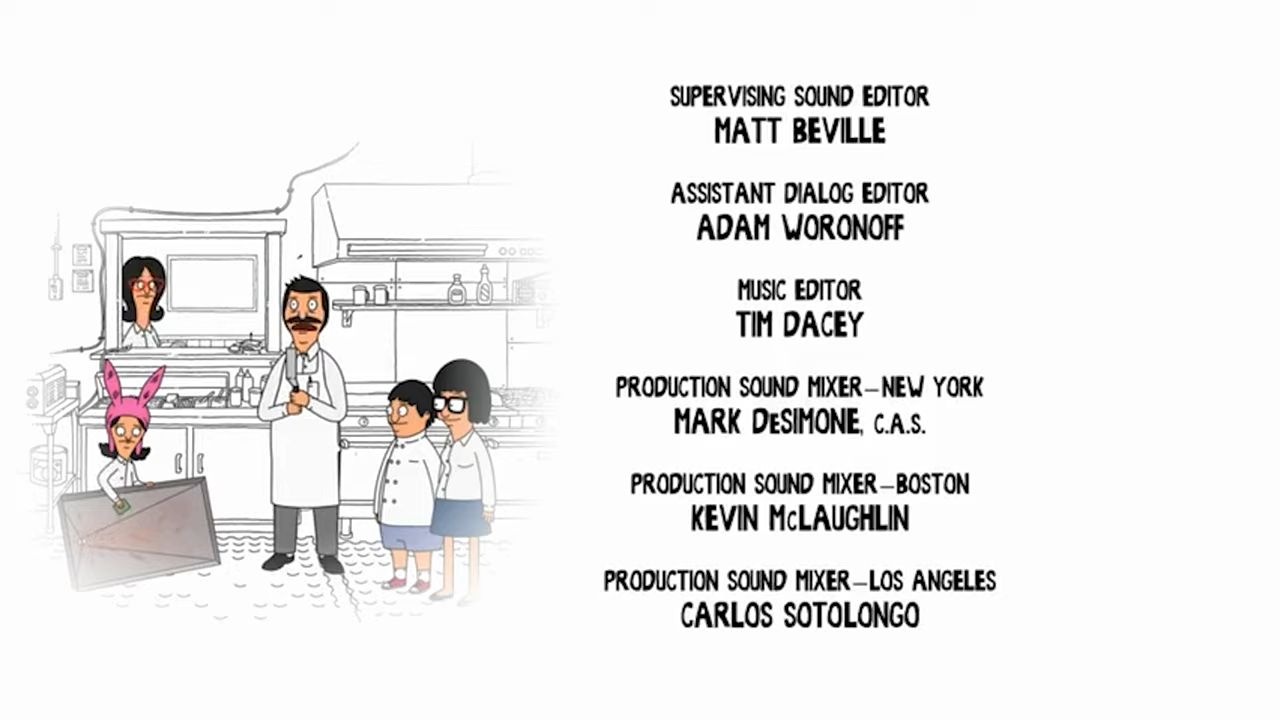 SUPERVISING SOUND EDITOR
MATT BEVILLE
ASSISTANT DIALOG EDITOR
ADAM WORONOFF
MUSIC EDITOR
TIM DACEY
PRODUCTION SOUND MIXER–NEW YORK
MARK DeSIMONE, C.A.S.
PRODUCTION SOUND MIXER–BOSTON
KEVIN McLAUGHLIN
PRODUCTION SOUND MIXER–LOS ANGELES
CARLOS SOTOLONGO